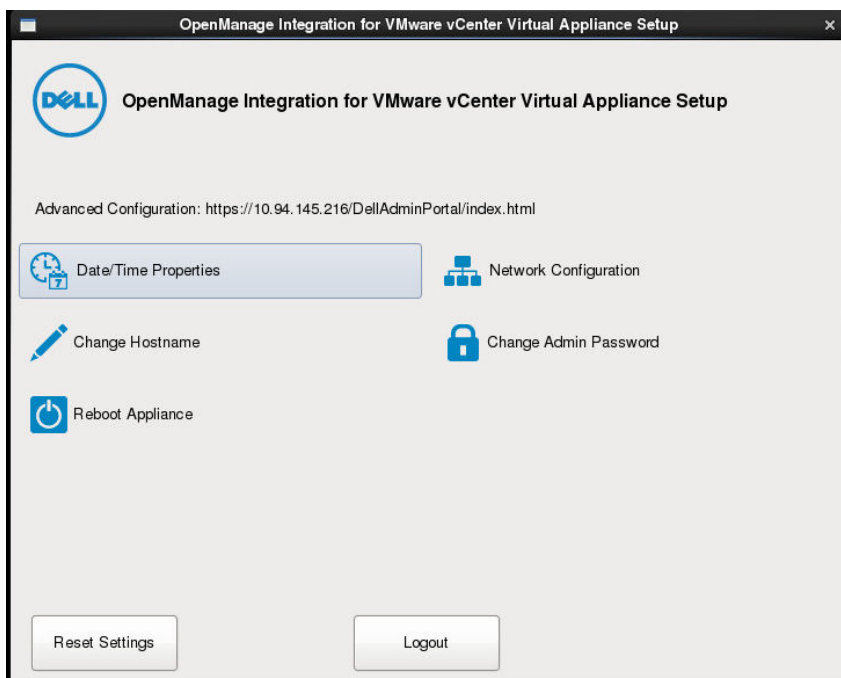 OpenManage Integration for VMware vCenter Virtual Appliance Setup
DELL
OpenManage Integration for VMware vCenter Virtual Appliance Setup
Advanced Configuration: https://10.94.145.216/DellAdminPortal/index.html
7
Date/Time Properties
Network Configuration
Change Hostname
Change Admin Password
Reboot Appliance
Reset Settings
Logout